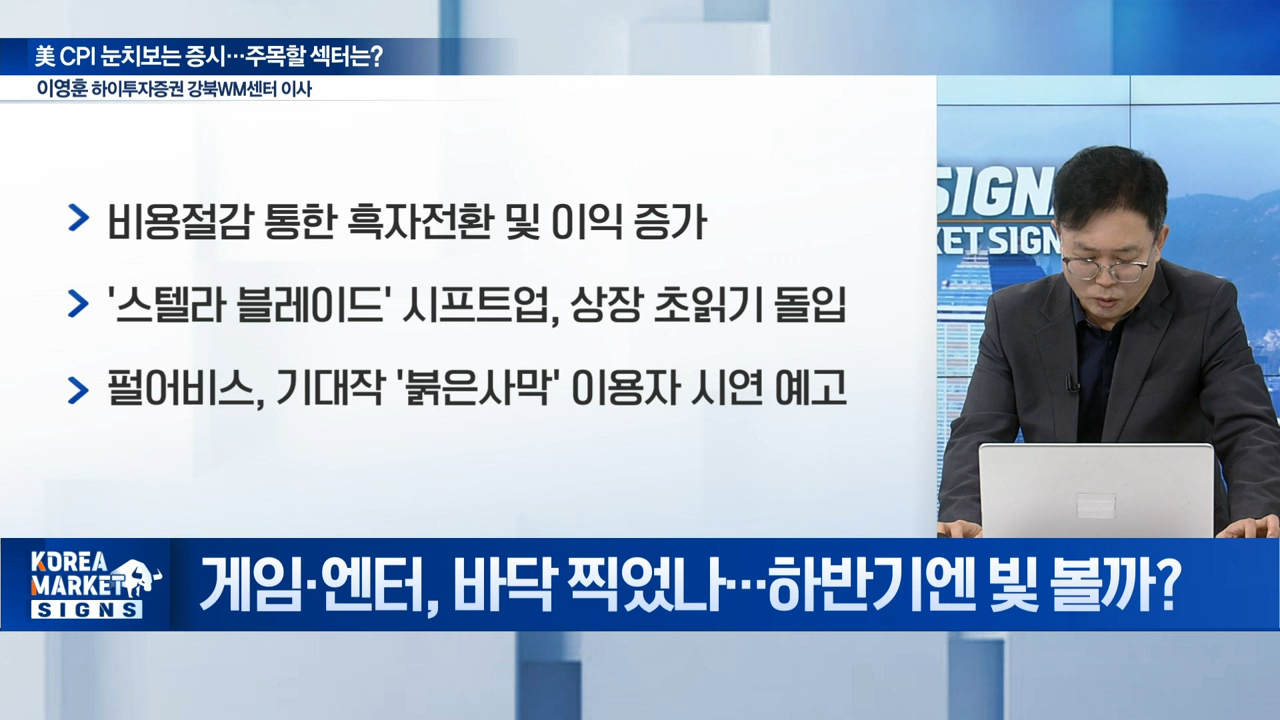 美 CPI 눈치보는 증시…주목할 섹터는?
이영훈 하이투자증권 강북WM센터 이사
비용절감 통한 흑자전환 및 이익 증가
'스텔라 블레이드' 시프트업, 상장 초읽기 돌입
펄어비스, 기대작 '붉은사막' 이용자 시연 예고
SIGN
KET SIGN
KOREA
MARKET
SIGNS
게임·엔터, 바닥 찍었나…하반기엔 빛 볼까?